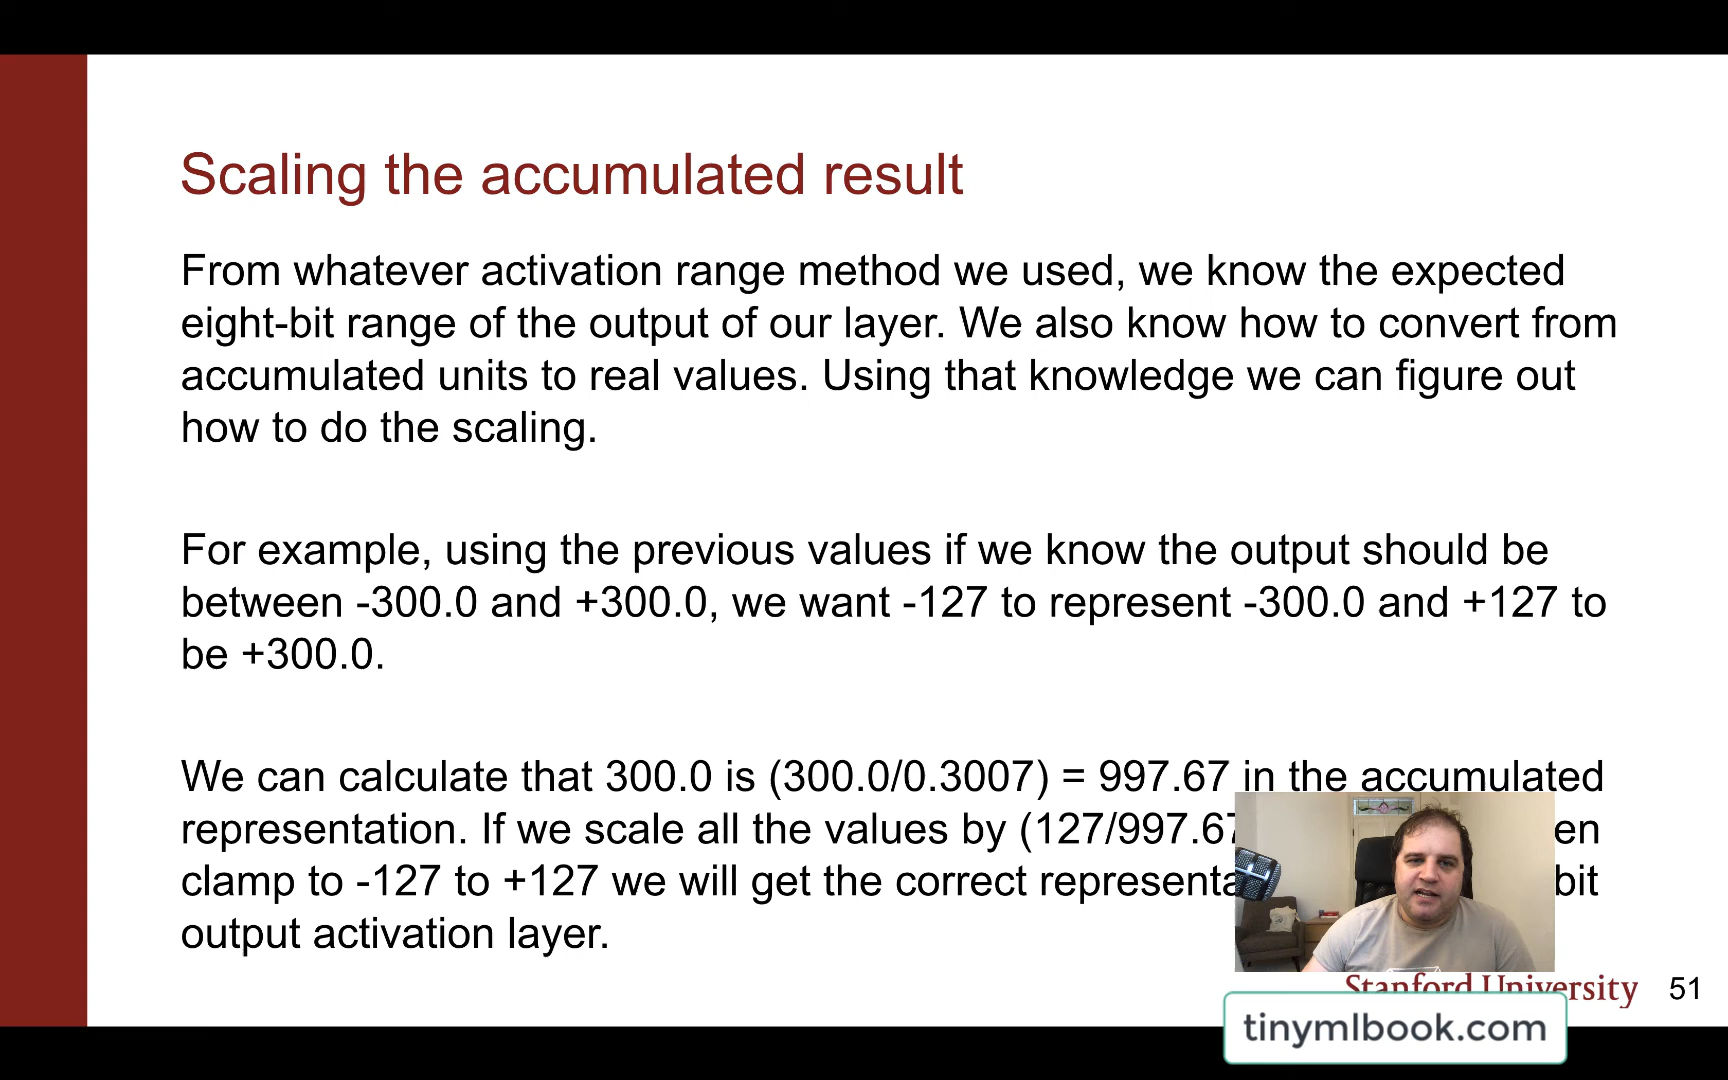 Scaling the accumulated result
From whatever activation range method we used, we know the expected
eight-bit range of the output of our layer. We also know how to convert from
accumulated units to real values. Using that knowledge we can figure out
how to do the scaling.
For example, using the previous values if we know the output should be
between -300.0 and +300.0, we want -127 to represent -300.0 and +127 to
be +300.0.
We can calculate that 300.0 is (300.0/0.3007) = 997.67 in the accumulated
representation. If we scale all the values by (127/997.67 en
clamp to -127 to +127 we will get the correct representa bit
output activation layer.
Stanford University 51
tinymlbook.com